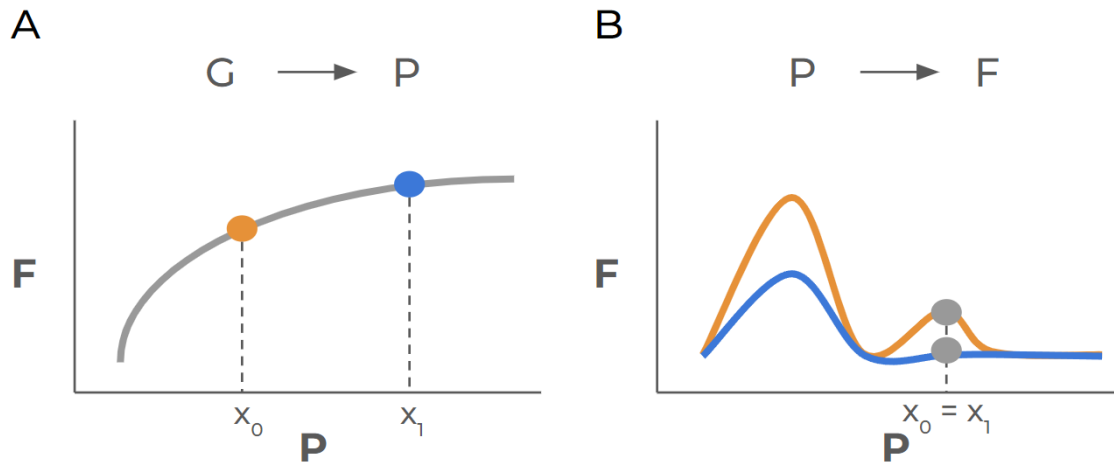 A
G → P
F
x₀
x₁
P
B
P → F
F
x₀ = x₁
P